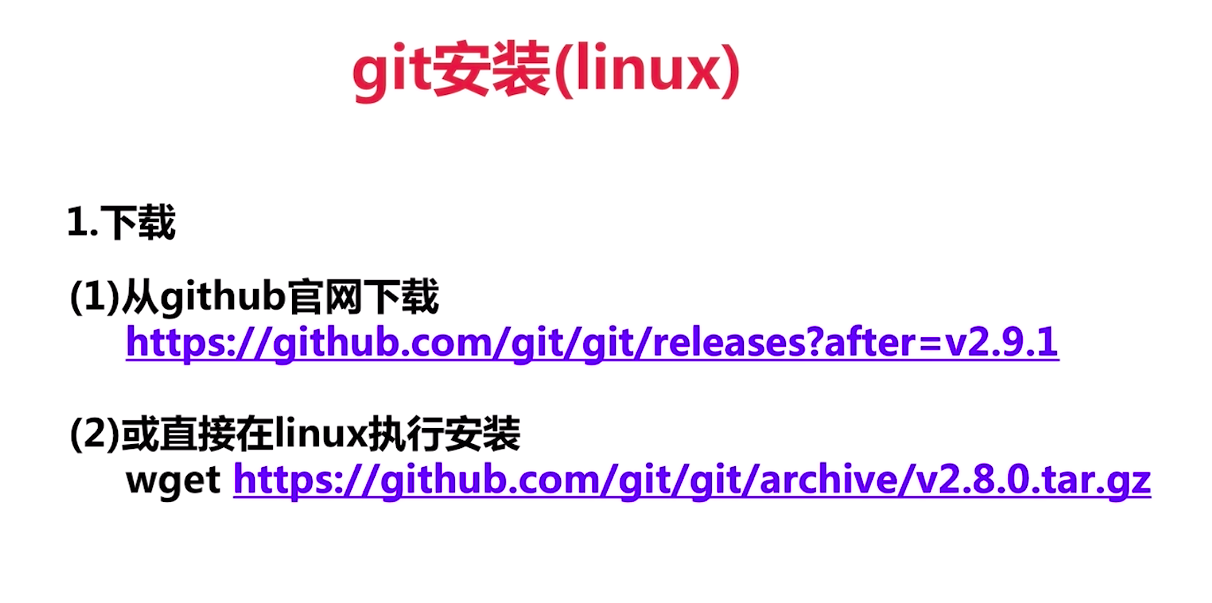 git安装(linux)
1.下载
(1)从github官网下载
https://github.com/git/git/releases?after=v2.9.1
(2)或直接在linux执行安装
wget https://github.com/git/git/archive/v2.8.0.tar.gz